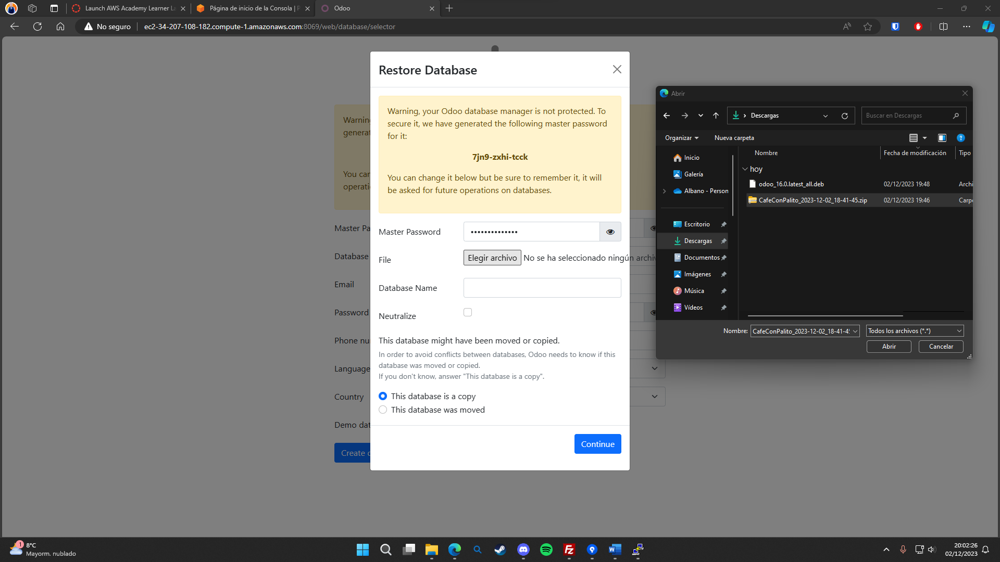 Launch AWS Academy Learner La
Página de inicio de la Consola | P
Odoo
No seguro
ec2-34-207-108-182.compute-1.amazonaws.com:8069/web/database/selector
Restore Database
Warning, your Odoo database manager is not protected. To
secure it, we have generated the following master password
for it:
7jn9-zxhi-tcck
You can change it below but be sure to remember it, it will
be asked for future operations on databases.
Master Password
••••••••••••••
File
Elegir archivo
No se ha seleccionado ningún archiv
Database Name
Neutralize
This database might have been moved or copied.
In order to avoid conflicts between databases, Odoo needs to know if this
database was moved or copied.
If you don't know, answer "This database is a copy".
This database is a copy
This database was moved
Continue
Warning
generat
You can
operatio
Master Pa
Database
Email
Password
Phone nu
Language
Country
Demo dat
Create d
Abrir
Descargas
Buscar en Descargas
Organizar
Nueva carpeta
Inicio
Galería
Albano - Person
Escritorio
Descargas
Documentos
Imágenes
Música
Vídeos
Nombre
Fecha de modificación
Tipo
hoy
odoo_16.0.latest_all.deb
02/12/2023 19:48
Archi
CafeConPalito_2023-12-02_18-41-45.zip
02/12/2023 19:46
Carpe
Nombre:
CafeConPalito_2023-12-02_18-41-4
Todos los archivos (*.*)
Abrir
Cancelar
1
8°C
Mayorm. nublado
20:02:26
02/12/2023